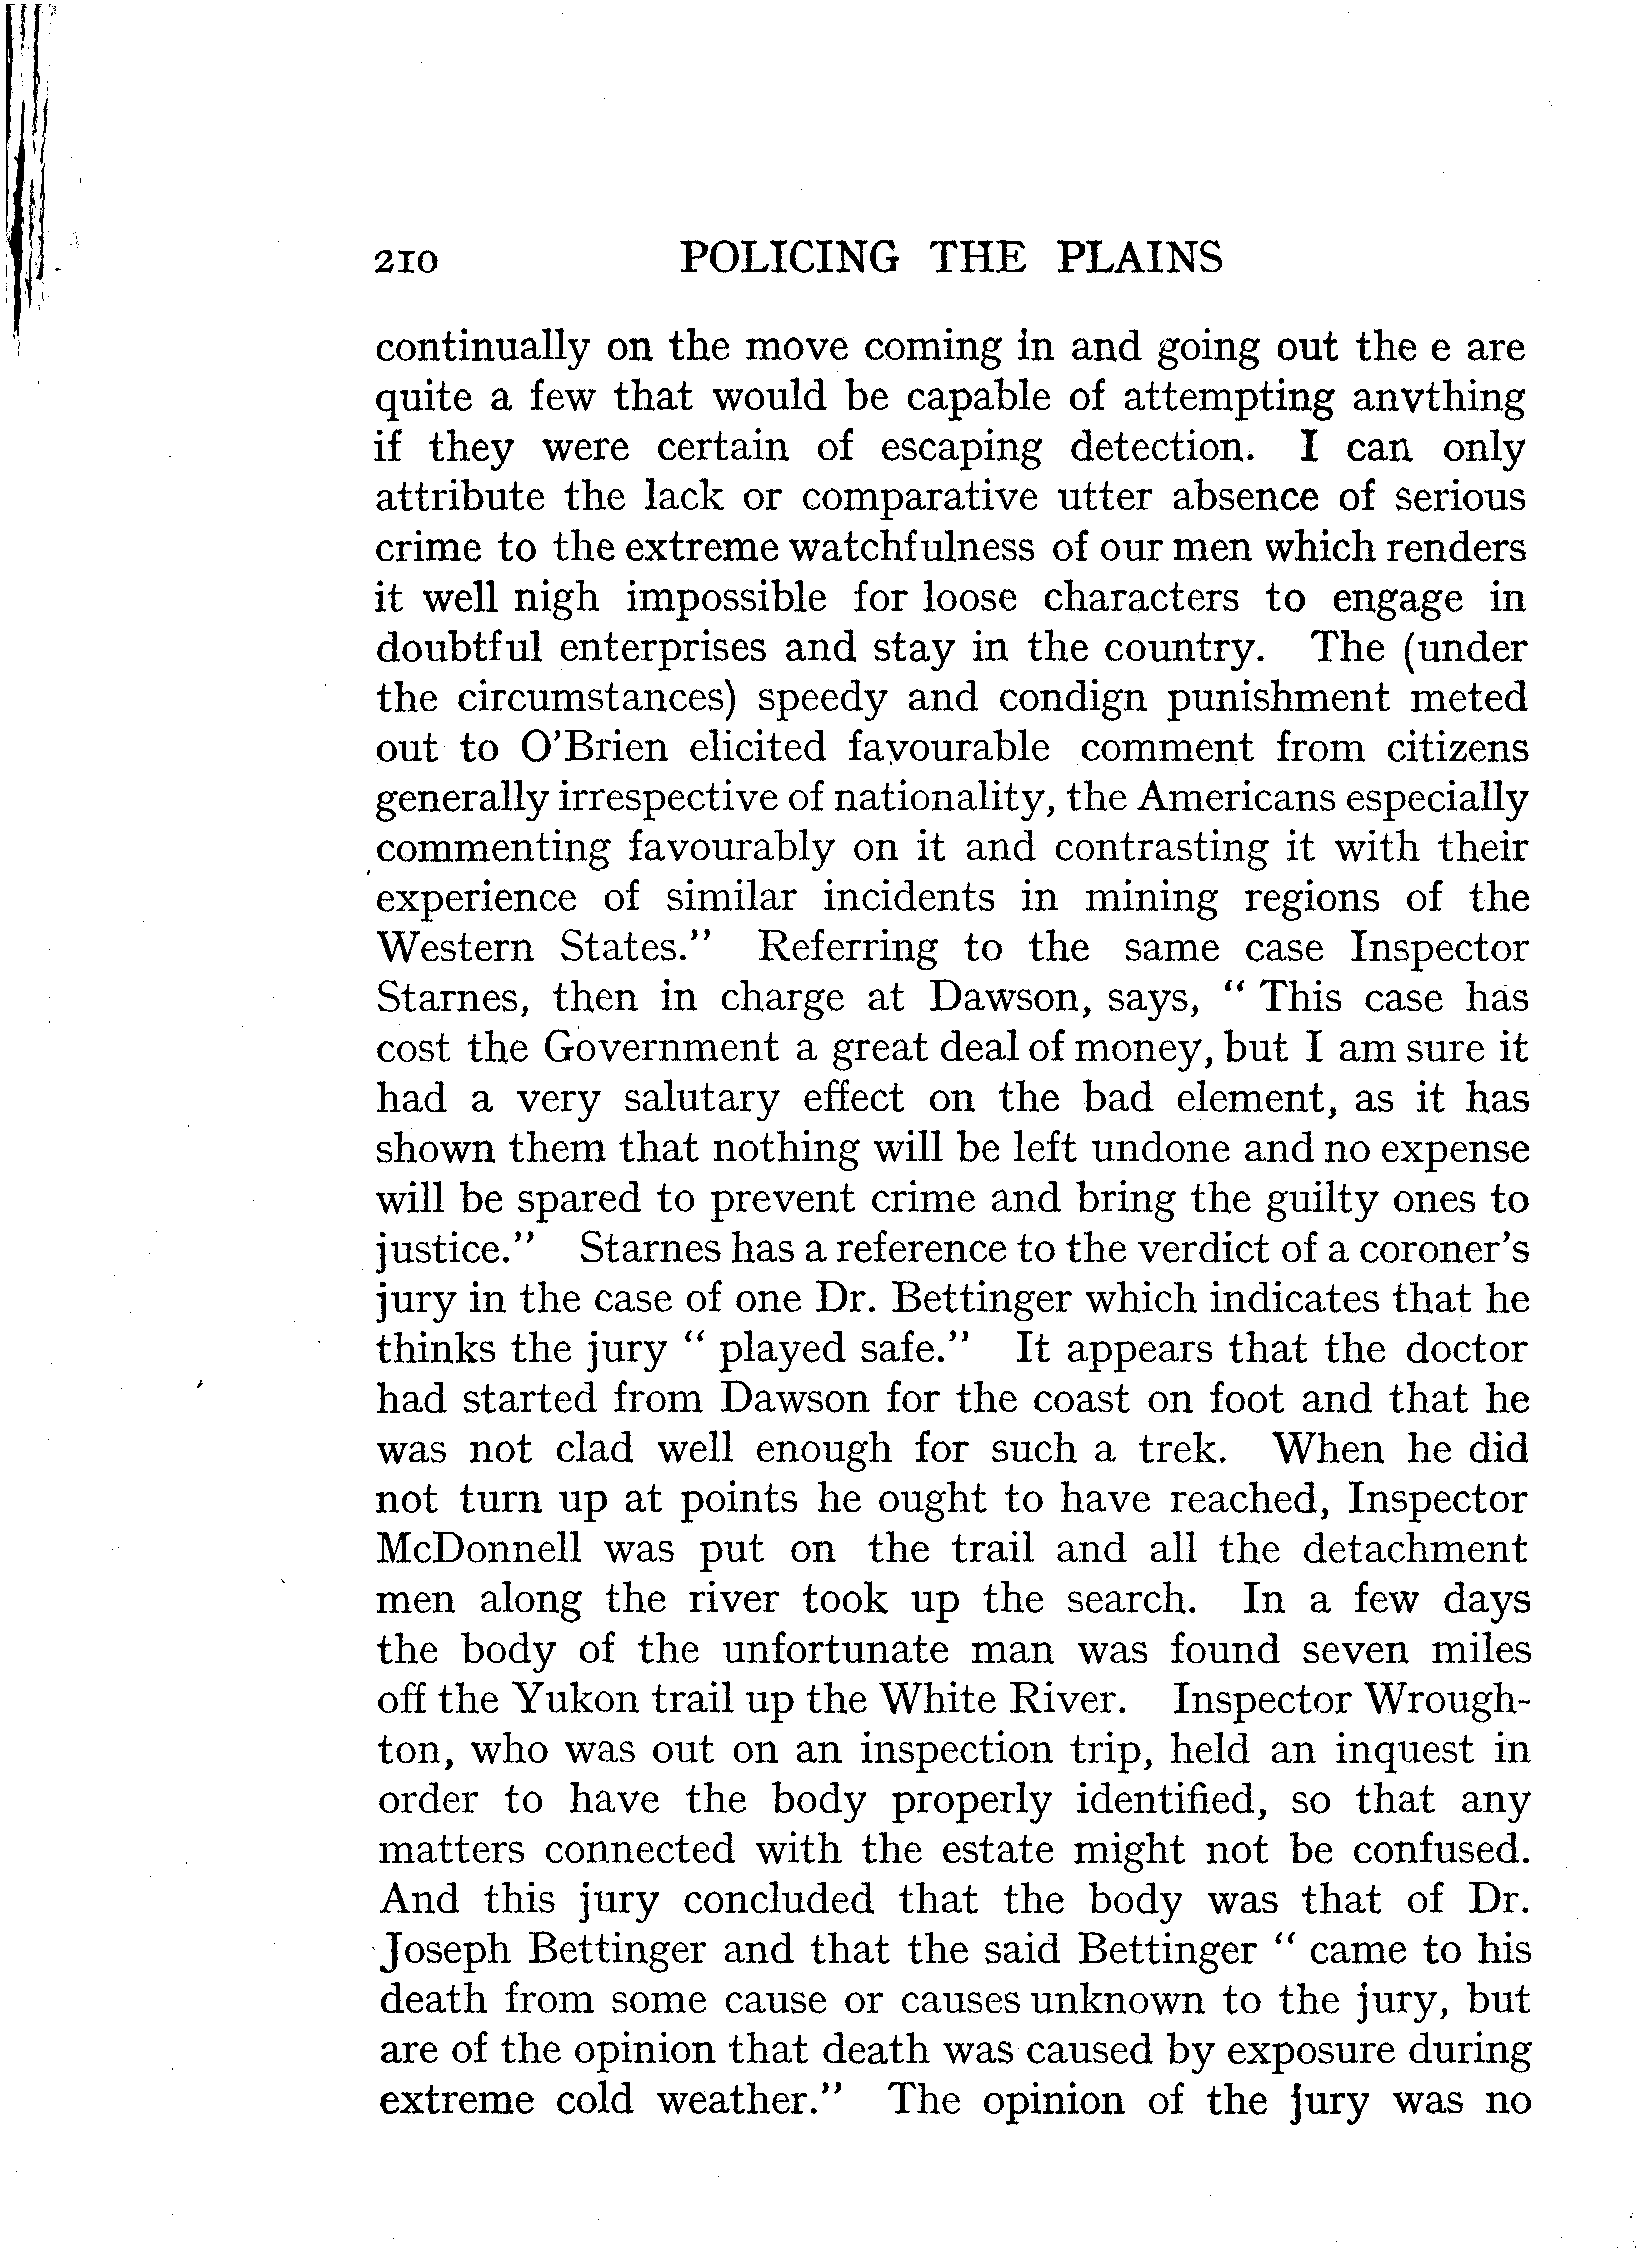 210 POLICING THE PLAINS
continually on the move coming in and going out the e are
quite a few that would be capable of attempting anvthing
if they were certain of escaping detection. I can only
attribute the lack or comparative utter absence of serious
crime to the extreme watchfulness of our men which renders
it well nigh impossible for loose characters to engage in
doubtful enterprises and stay in the country. The (under
the circumstances) speedy and condign punishment meted
out to O'Brien elicited favourable comment from citizens
generally irrespective of nationality, the Americans especially
commenting favourably on it and contrasting it with their
experience of similar incidents in mining regions of the
Western States." Referring to the same case Inspector
Starnes, then in charge at Dawson, says, " This case has
cost the Government a great deal of money, but I am sure it
had a very salutary effect on the bad element, as it has
shown them that nothing will be left undone and no expense
will be spared to prevent crime and bring the guilty ones to
justice." Starnes has a reference to the verdict of a coroner's
jury in the case of one Dr. Bettinger which indicates that he
thinks the jury " played safe." It appears that the doctor
had started from Dawson for the coast on foot and that he
was not clad well enough for such a trek. When he did
not turn up at points he ought to have reached, Inspector
McDonnell was put on the trail and all the detachment
men along the river took up the search. In a few days
the body of the unfortunate man was found seven miles
off the Yukon trail up the White River. Inspector Wrough-
ton, who was out on an inspection trip, held an inquest in
order to have the body properly identified, so that any
matters connected with the estate might not be confused.
And this jury concluded that the body was that of Dr.
Joseph Bettinger and that the said Bettinger " came to his
death from some cause or causes unknown to the jury, but
are of the opinion that death was caused by exposure during
extreme cold weather." The opinion of the jury was no